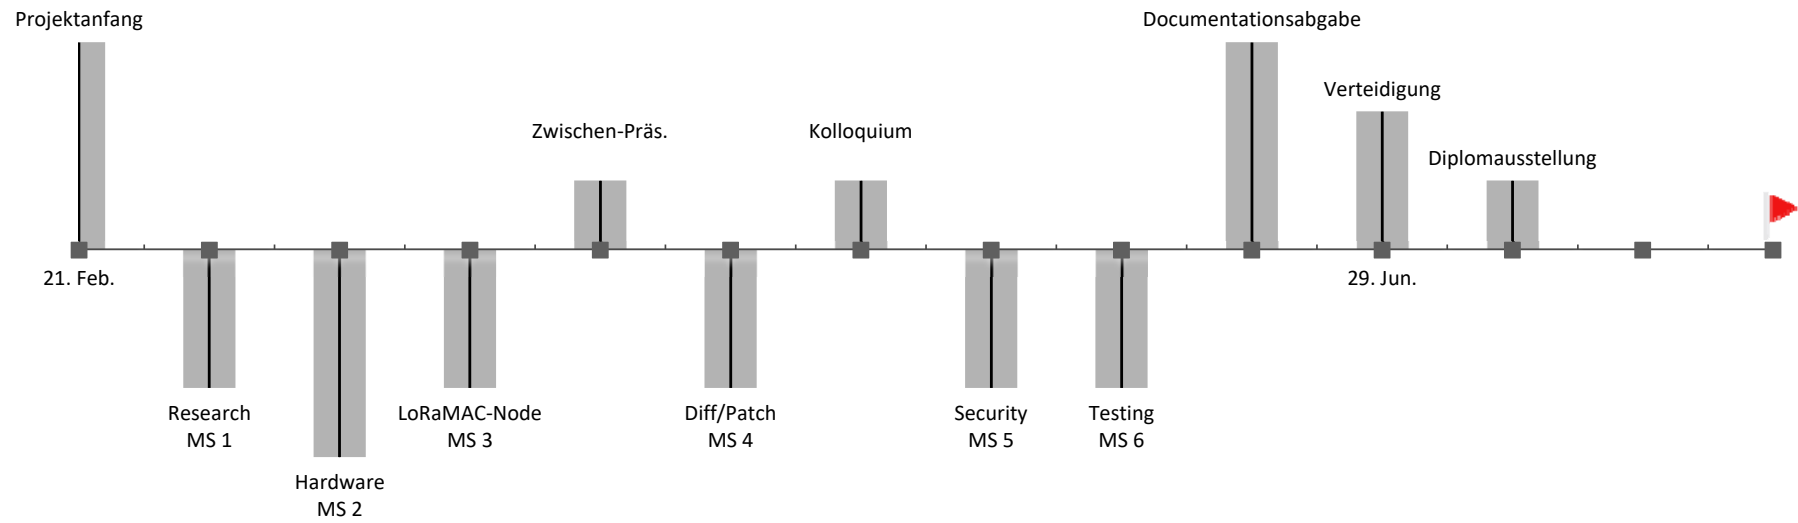 Projektanfang
Documentationsabgabe
Verteidigung
Zwischen-Präs.
Kolloquium
Diplomausstellung
21. Feb.
29. Jun.
Research
MS 1
LoRaMAC-Node
MS 3
Diff/Patch
MS 4
Security
MS 5
Testing
MS 6
Hardware
MS 2